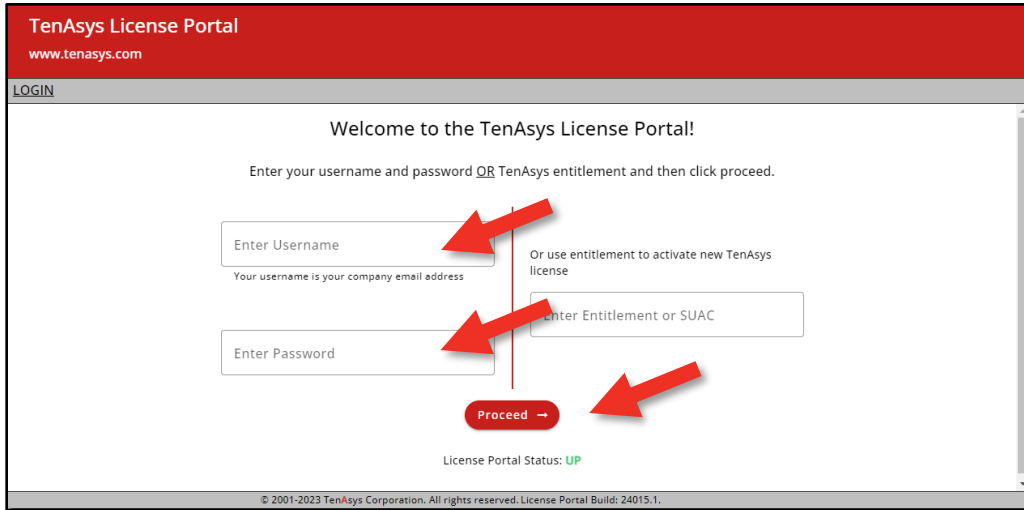 TenAsys License Portal
www.tenasys.com
LOGIN
Welcome to the TenAsys License Portal!
Enter your username and password OR TenAsys entitlement and then click proceed.
Enter Username
Your username is your company email address
Enter Password
Or use entitlement to activate new TenAsys
license
Enter Entitlement or SUAC
Proceed →
License Portal Status: UP
© 2001-2023 TenAsys Corporation. All rights reserved. License Portal Build: 24015.1.